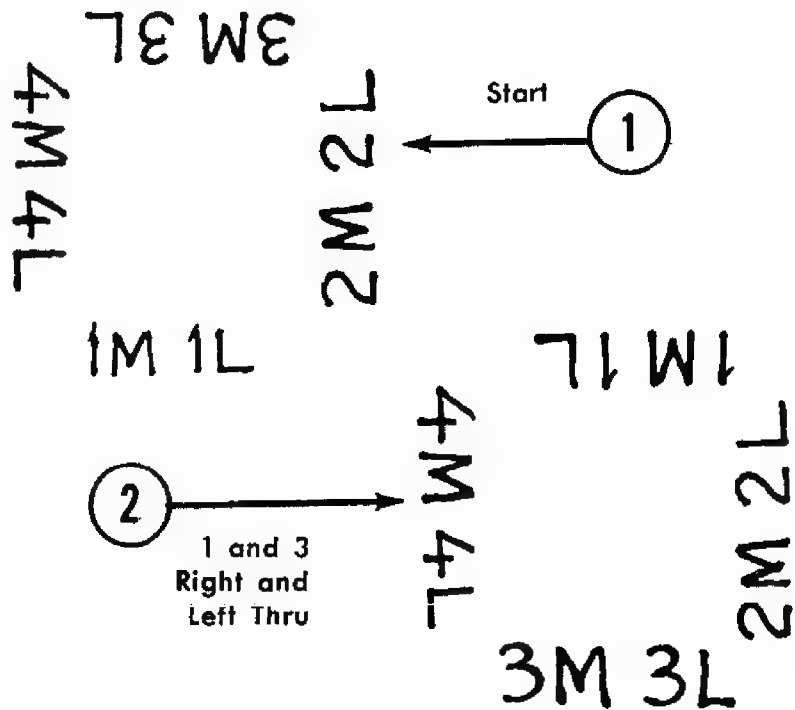 3M 3L
4M 4L
2M 2L
1M 1L
Start
1
1M 1L
4M 4L
2M 2L
3M 3L
2
1 and 3
Right and
Left Thru